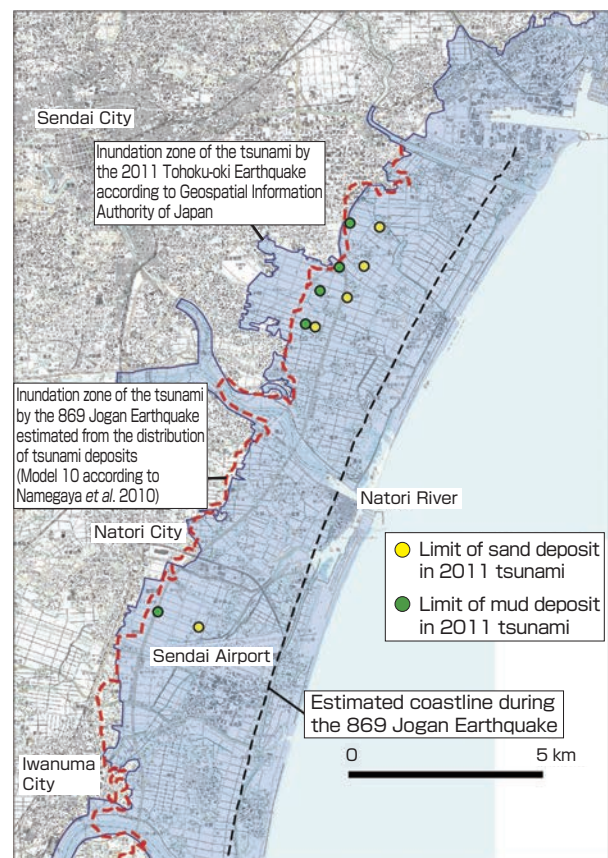 Sendai City
Inundation zone of the tsunami by
the 2011 Tohoku-oki Earthquake
according to Geospatial Information
Authority of Japan
Inundation zone of the tsunami
by the 869 Jogan Earthquake
estimated from the distribution
of tsunami deposits
(Model 10 according to
Namegaya et al. 2010)
Natori River
Natori City
Limit of sand deposit
in 2011 tsunami
Limit of mud deposit
in 2011 tsunami
Sendai Airport
Estimated coastline during
the 869 Jogan Earthquake
Iwanuma
City
0 5 km